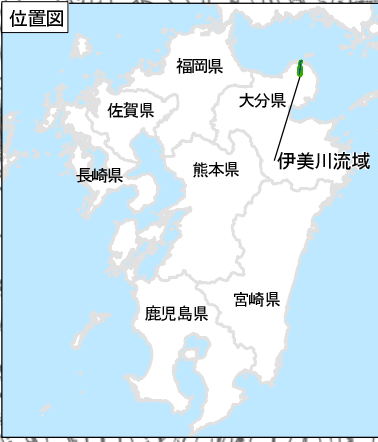 位置図
福岡県
大分県
佐賀県
長崎県
熊本県
伊美川流域
宮崎県
鹿児島県